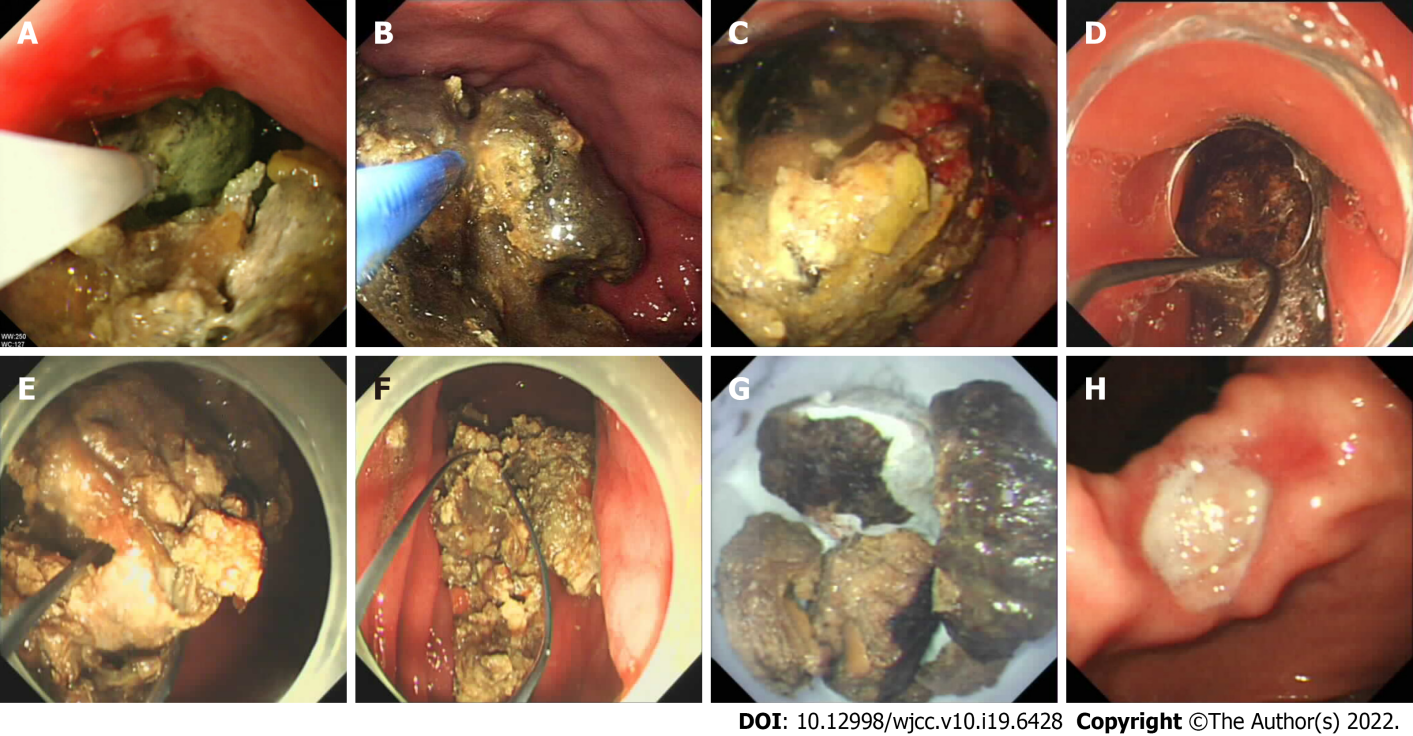 A
B
C
D
WW:250
WC:127
E
F
G
H
DOI: 10.12998/wjcc.v10.i19.6428 Copyright ©The Author(s) 2022.